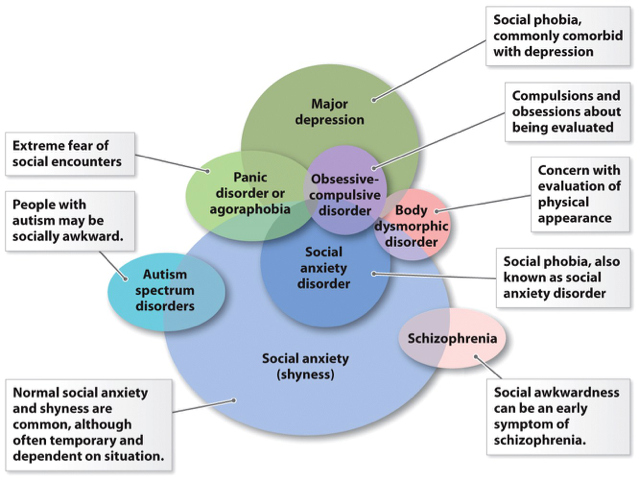 Social phobia,
commonly comorbid
with depression
Major
depression
Compulsions and
obsessions about
being evaluated
Extreme fear of
social encounters
Panic
disorder or
agoraphobia
Obsessive-
compulsive
disorder
Concern with
evaluation of
physical
appearance
People with
autism may be
socially awkward.
Body
dysmorphic
disorder
Social
anxiety
disorder
Social phobia, also
known as social
anxiety disorder
Autism
spectrum
disorders
Schizophrenia
Social anxiety
(shyness)
Normal social anxiety
and shyness are
common, although
often temporary and
dependent on situation.
Social awkwardness
can be an early
symptom of
schizophrenia.